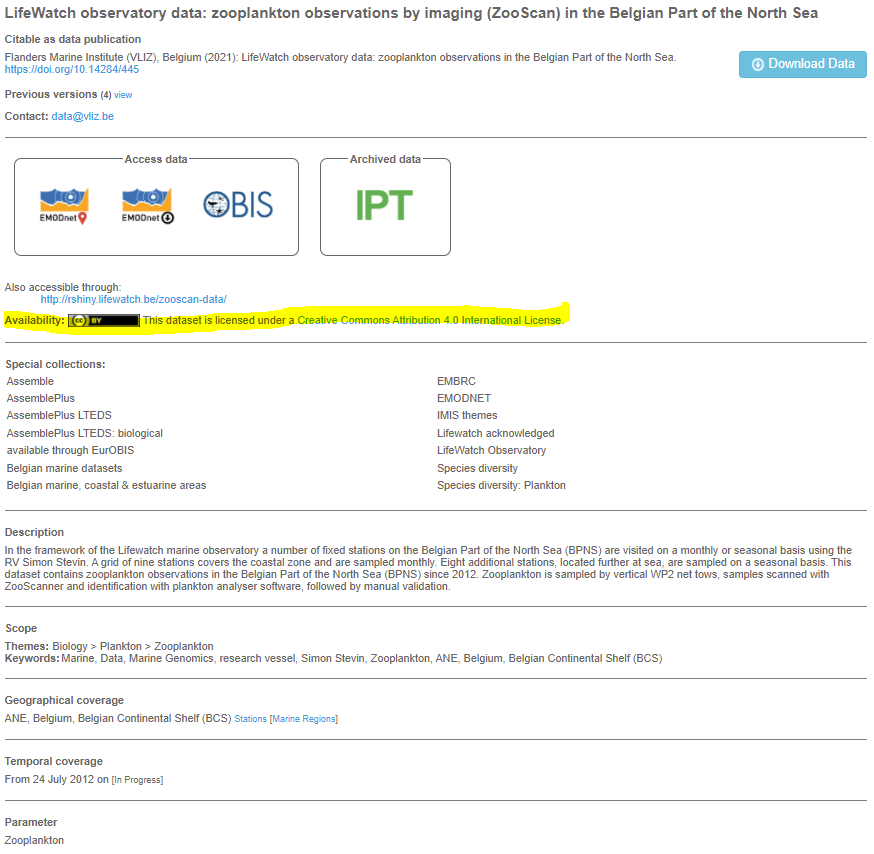 LifeWatch observatory data: zooplankton observations by imaging (ZooScan) in the Belgian Part of the North Sea
Citable as data publication
Flanders Marine Institute (VLIZ), Belgium (2021): LifeWatch observatory data: zooplankton observations in the Belgian Part of the North Sea.
https://doi.org/10.14284/445
Download Data
Previous versions (4) view
Contact: data@vliz.be
Access data
Archived data
EMODnet
EMODnet
OBIS
IPT
Also accessible through:
http://rshiny.lifewatch.be/zooscan-data/
Availability: cc BY This dataset is licensed under a Creative Commons Attribution 4.0 International License.
Special collections:
Assemble
AssemblePlus
AssemblePlus LTEDS
AssemblePlus LTEDS: biological
available through EurOBIS
Belgian marine datasets
Belgian marine, coastal & estuarine areas
EMBRC
EMODNET
IMIS themes
Lifewatch acknowledged
LifeWatch Observatory
Species diversity
Species diversity: Plankton
Description
In the framework of the Lifewatch marine observatory a number of fixed stations on the Belgian Part of the North Sea (BPNS) are visited on a monthly or seasonal basis using the
RV Simon Stevin. A grid of nine stations covers the coastal zone and are sampled monthly. Eight additional stations, located further at sea, are sampled on a seasonal basis. This
dataset contains zooplankton observations in the Belgian Part of the North Sea (BPNS) since 2012. Zooplankton is sampled by vertical WP2 net tows, samples scanned with
ZooScanner and identification with plankton analyser software, followed by manual validation.
Scope
Themes: Biology > Plankton > Zooplankton
Keywords: Marine, Data, Marine Genomics, research vessel, Simon Stevin, Zooplankton, ANE, Belgium, Belgian Continental Shelf (BCS)
Geographical coverage
ANE, Belgium, Belgian Continental Shelf (BCS) Stations [Marine Regions]
Temporal coverage
From 24 July 2012 on [In Progress]
Parameter
Zooplankton